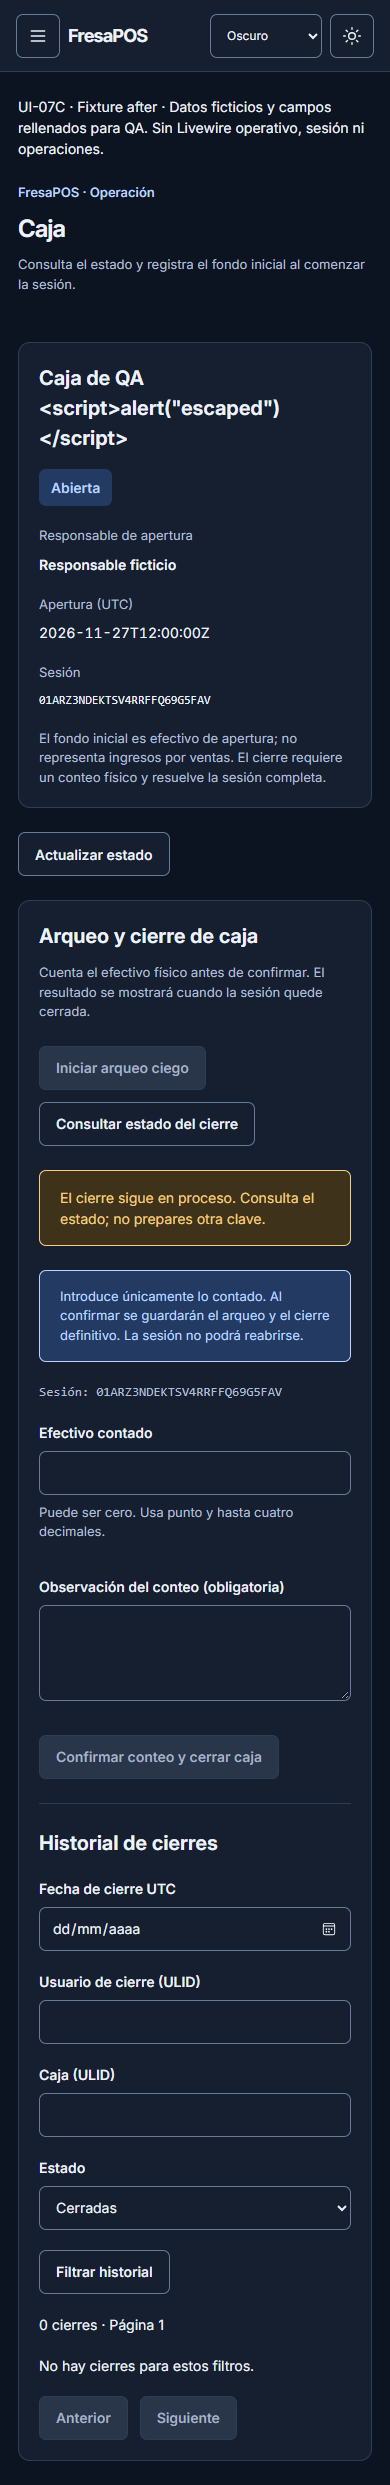 FresaPOS
Oscuro
UI-07C · Fixture after · Datos ficticios y campos
rellenados para QA. Sin Livewire operativo, sesión ni
operaciones.
FresaPOS · Operación
Caja
Consulta el estado y registra el fondo inicial al comenzar
la sesión.
Caja de QA
<script>alert("escaped")
</script>
Abierta
Responsable de apertura
Responsable ficticio
Apertura (UTC)
2026-11-27T12:00:00Z
Sesión
01ARZ3NDEKTSV4RRFFQ69G5FAV
El fondo inicial es efectivo de apertura; no
representa ingresos por ventas. El cierre requiere
un conteo físico y resuelve la sesión completa.
Actualizar estado
Arqueo y cierre de caja
Cuenta el efectivo físico antes de confirmar. El
resultado se mostrará cuando la sesión quede
cerrada.
Iniciar arqueo ciego
Consultar estado del cierre
El cierre sigue en proceso. Consulta el
estado; no prepares otra clave.
Introduce únicamente lo contado. Al
confirmar se guardarán el arqueo y el cierre
definitivo. La sesión no podrá reabrirse.
Sesión: 01ARZ3NDEKTSV4RRFFQ69G5FAV
Efectivo contado
Puede ser cero. Usa punto y hasta cuatro
decimales.
Observación del conteo (obligatoria)
Confirmar conteo y cerrar caja
Historial de cierres
Fecha de cierre UTC
dd/mm/aaaa
Usuario de cierre (ULID)
Caja (ULID)
Estado
Cerradas
Filtrar historial
0 cierres · Página 1
No hay cierres para estos filtros.
Anterior
Siguiente